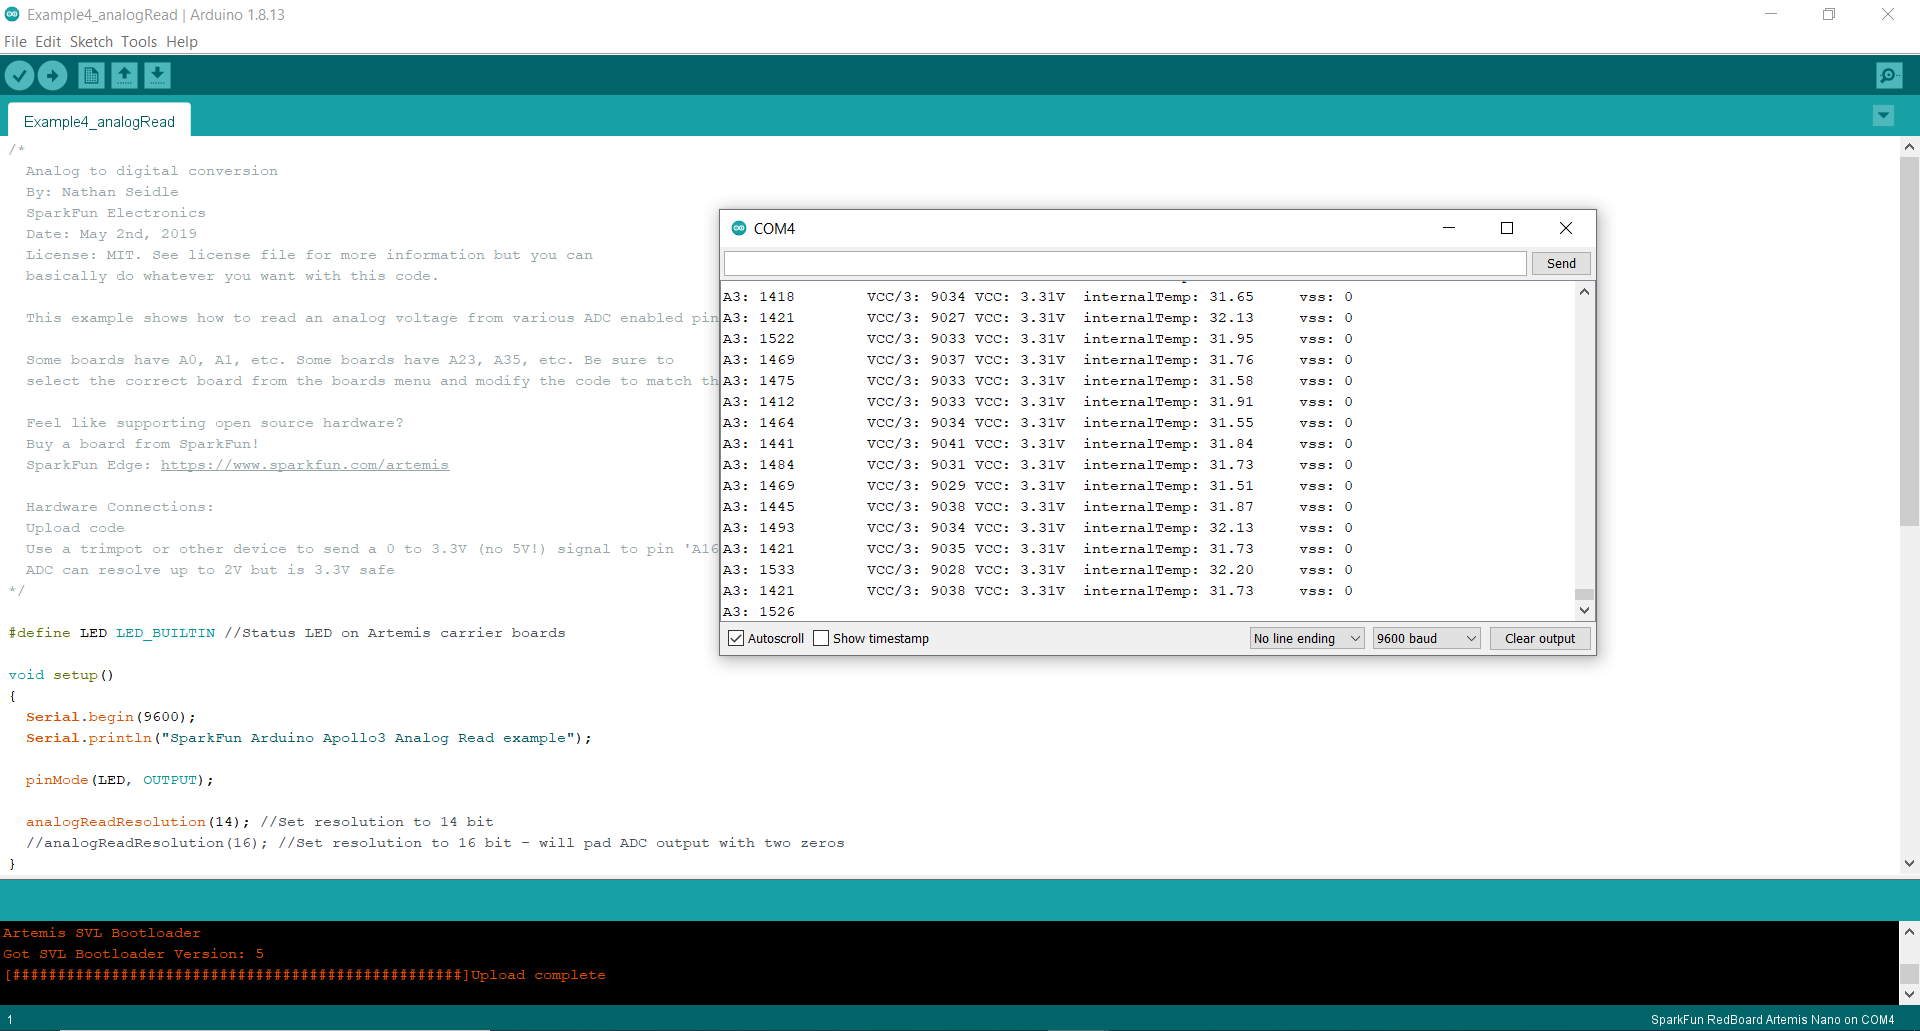 Example4_analogRead | Arduino 1.8.13
File Edit Sketch Tools Help
Example4_analogRead
/*
Analog to digital conversion
By: Nathan Seidle
SparkFun Electronics
Date: May 2nd, 2019
License: MIT. See license file for more information but you can
basically do whatever you want with this code.
This example shows how to read an analog voltage from various ADC enabled pin
Some boards have A0, A1, etc. Some boards have A23, A35, etc. Be sure to
select the correct board from the boards menu and modify the code to match th
Feel like supporting open source hardware?
Buy a board from SparkFun!
SparkFun Edge: https://www.sparkfun.com/artemis
Hardware Connections:
Upload code
Use a trimpot or other device to send a 0 to 3.3V (no 5V!) signal to pin 'A16
ADC can resolve up to 2V but is 3.3V safe
*/
#define LED LED_BUILTIN //Status LED on Artemis carrier boards
void setup()
{
Serial.begin(9600);
Serial.println("SparkFun Arduino Apollo3 Analog Read example");
pinMode(LED, OUTPUT);
analogReadResolution(14); //Set resolution to 14 bit
//analogReadResolution(16); //Set resolution to 16 bit - will pad ADC output with two zeros
}
COM4
Send
A3: 1418 VCC/3: 9034 VCC: 3.31V internalTemp: 31.65 vss: 0
A3: 1421 VCC/3: 9027 VCC: 3.31V internalTemp: 32.13 vss: 0
A3: 1522 VCC/3: 9033 VCC: 3.31V internalTemp: 31.95 vss: 0
A3: 1469 VCC/3: 9037 VCC: 3.31V internalTemp: 31.76 vss: 0
A3: 1475 VCC/3: 9033 VCC: 3.31V internalTemp: 31.58 vss: 0
A3: 1412 VCC/3: 9033 VCC: 3.31V internalTemp: 31.91 vss: 0
A3: 1464 VCC/3: 9034 VCC: 3.31V internalTemp: 31.55 vss: 0
A3: 1441 VCC/3: 9041 VCC: 3.31V internalTemp: 31.84 vss: 0
A3: 1484 VCC/3: 9031 VCC: 3.31V internalTemp: 31.73 vss: 0
A3: 1469 VCC/3: 9029 VCC: 3.31V internalTemp: 31.51 vss: 0
A3: 1445 VCC/3: 9038 VCC: 3.31V internalTemp: 31.87 vss: 0
A3: 1493 VCC/3: 9034 VCC: 3.31V internalTemp: 32.13 vss: 0
A3: 1421 VCC/3: 9035 VCC: 3.31V internalTemp: 31.73 vss: 0
A3: 1533 VCC/3: 9028 VCC: 3.31V internalTemp: 32.20 vss: 0
A3: 1421 VCC/3: 9038 VCC: 3.31V internalTemp: 31.73 vss: 0
A3: 1526
Autoscroll Show timestamp No line ending 9600 baud Clear output
Artemis SVL Bootloader
Got SVL Bootloader Version: 5
[##################################################]Upload complete
1 SparkFun RedBoard Artemis Nano on COM4